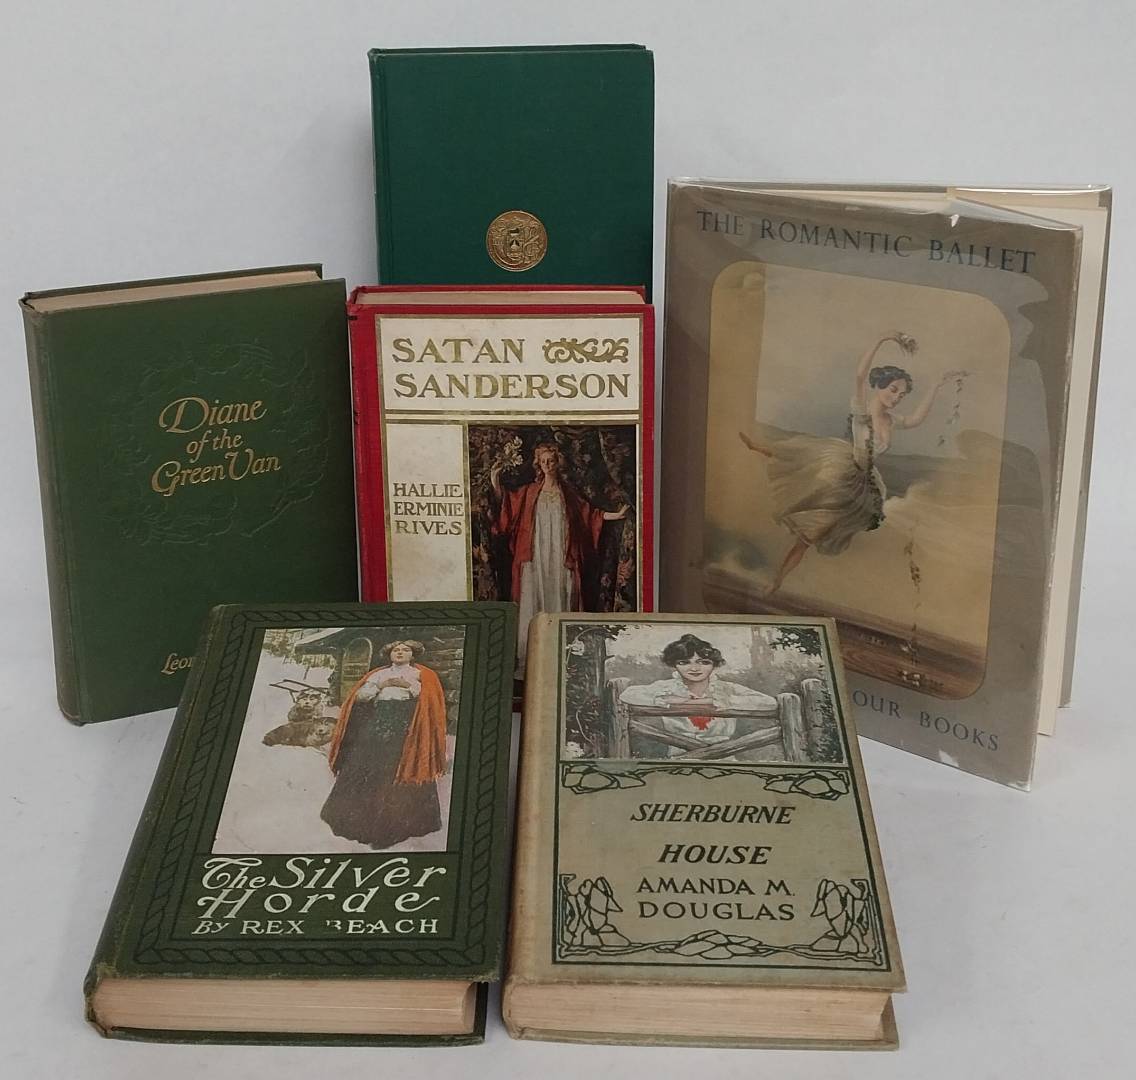 THE ROMANTIC BALLET
OUR BOOKS
Diane
of the
Green Van
SATAN
SANDERSON
HALLIE
ERMINIE
RIVES
The Silver
Horde
By REX BEACH
SHERBURNE
HOUSE
AMANDA M.
DOUGLAS